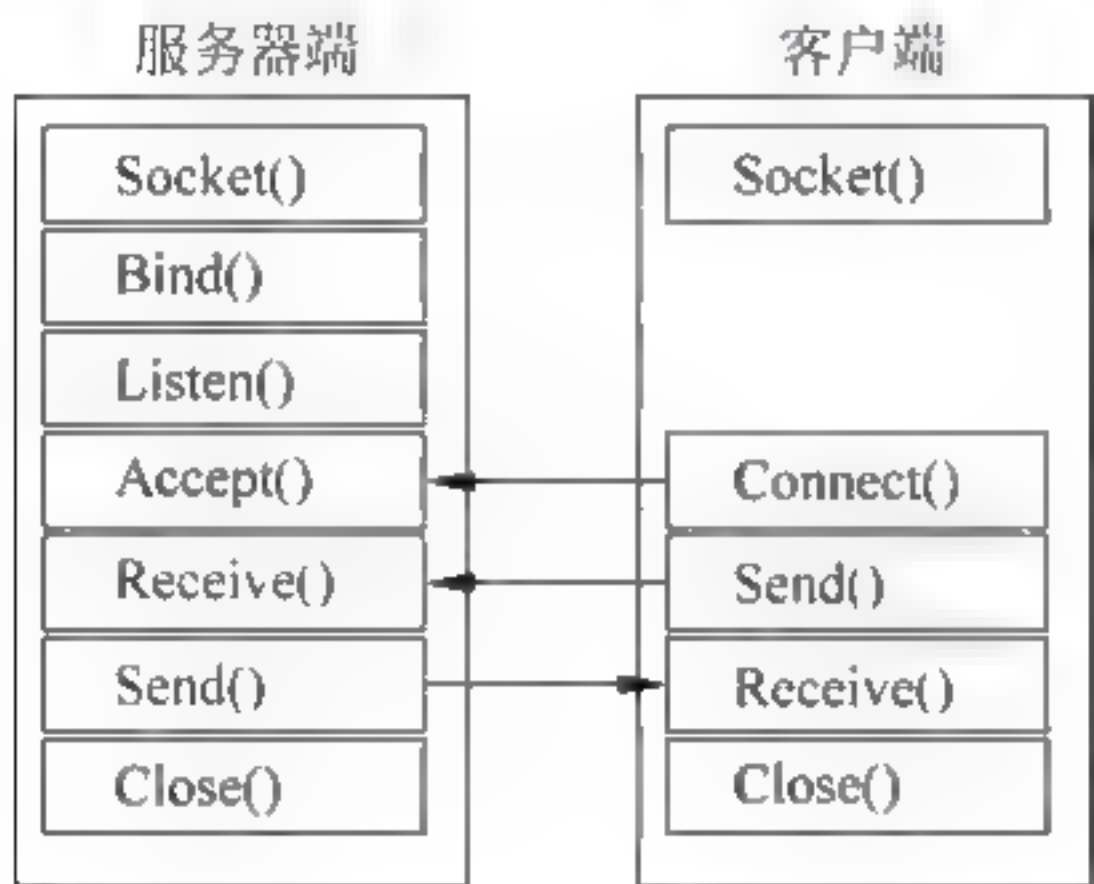 服务器端
客户端
Socket()
Bind()
Listen()
Accept()
Receive()
Send()
Close()
Socket()
Connect()
Send()
Receive()
Close()